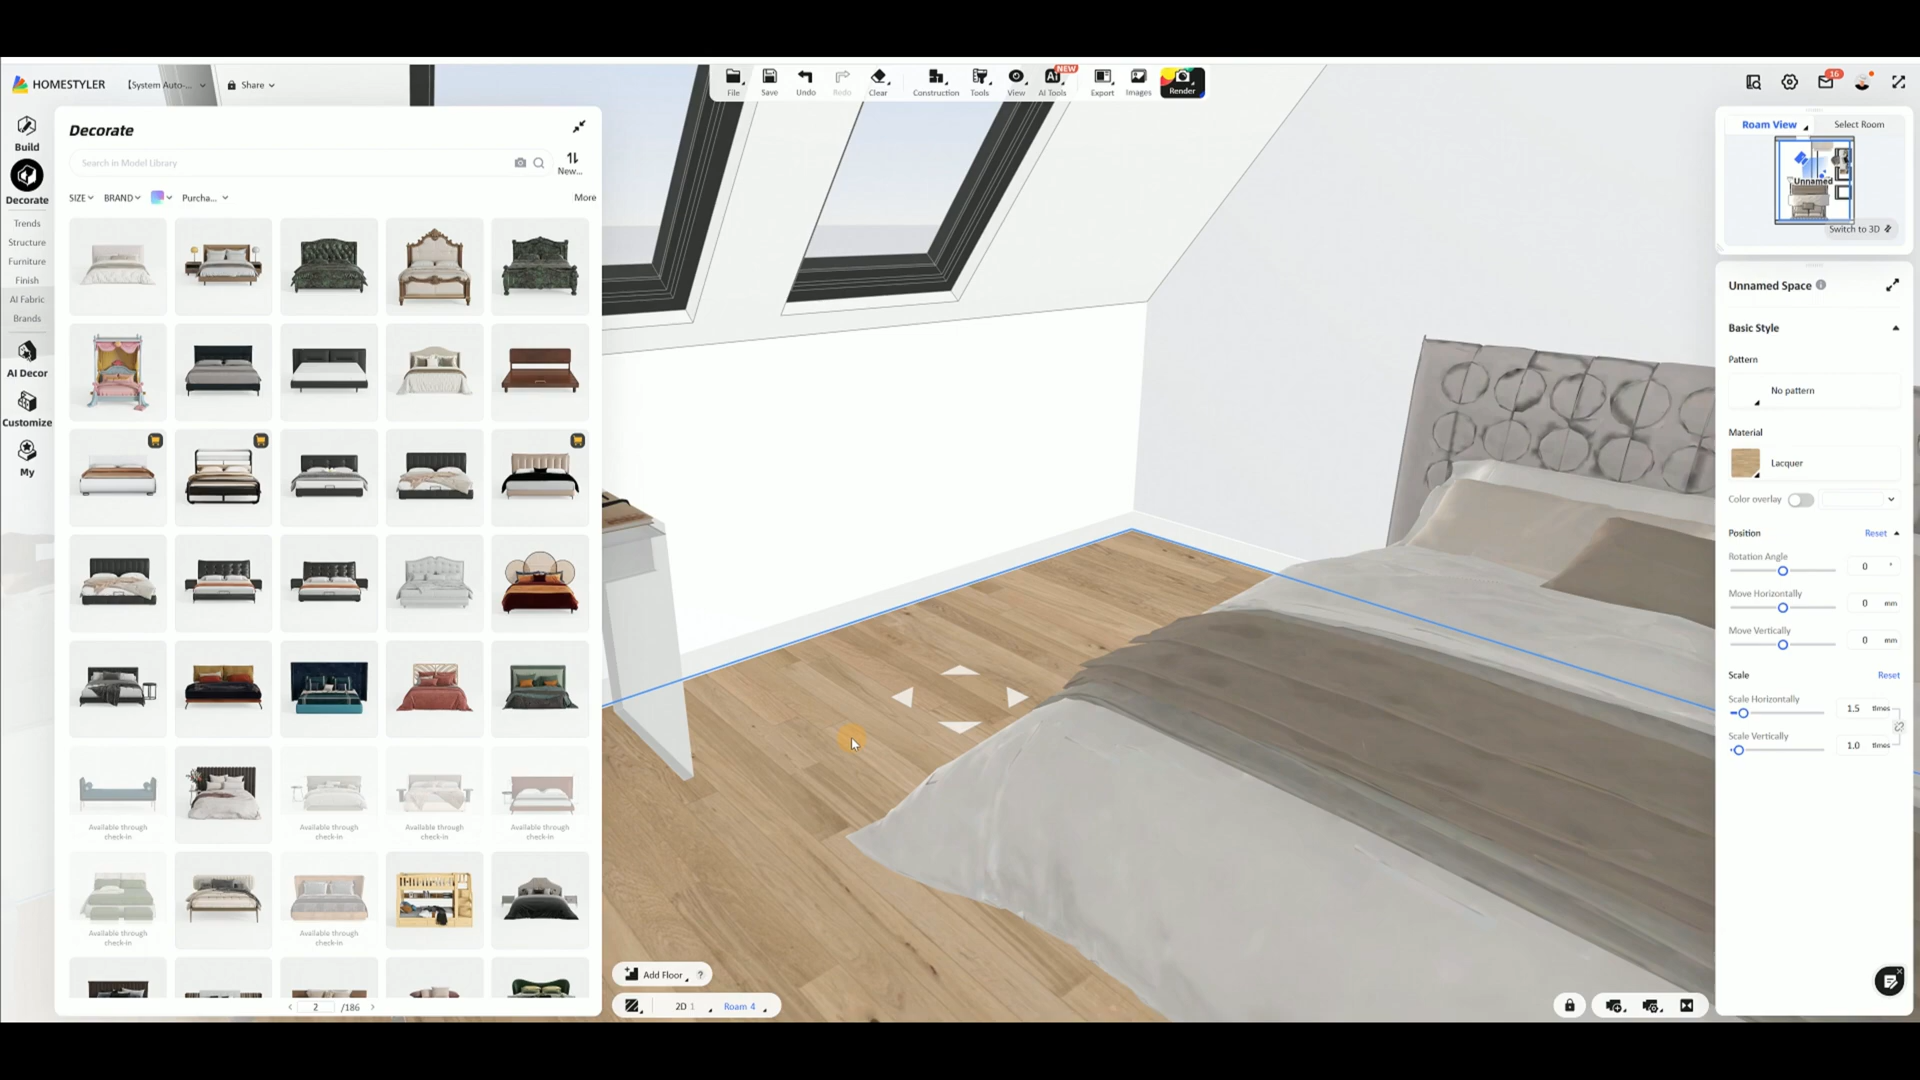 HOMESTYLER
【System Auto-...
Share
File
Save
Undo
Redo
Clear
Construction
Tools
View
NEW
Ai
AI Tools
Export
Images
Render
16
Build
Decorate
Trends
Structure
Furniture
Finish
AI Fabric
Brands
AI Decor
Customize
My
Decorate
Search in Model Library
New...
SIZE
BRAND
Purcha...
More
Available through
check-in
Available through
check-in
Available through
check-in
Available through
check-in
Available through
check-in
Available through
check-in
2 /186
Add Floor
?
2D 1
Roam 4
Roam View
Select Room
Unnamed
Switch to 3D
Unnamed Space
Basic Style
Pattern
No pattern
Material
Lacquer
Color overlay
Position
Reset
Rotation Angle
0 °
Move Horizontally
0 mm
Move Vertically
0 mm
Scale
Reset
Scale Horizontally
1.5 times
Scale Vertically
1.0 times